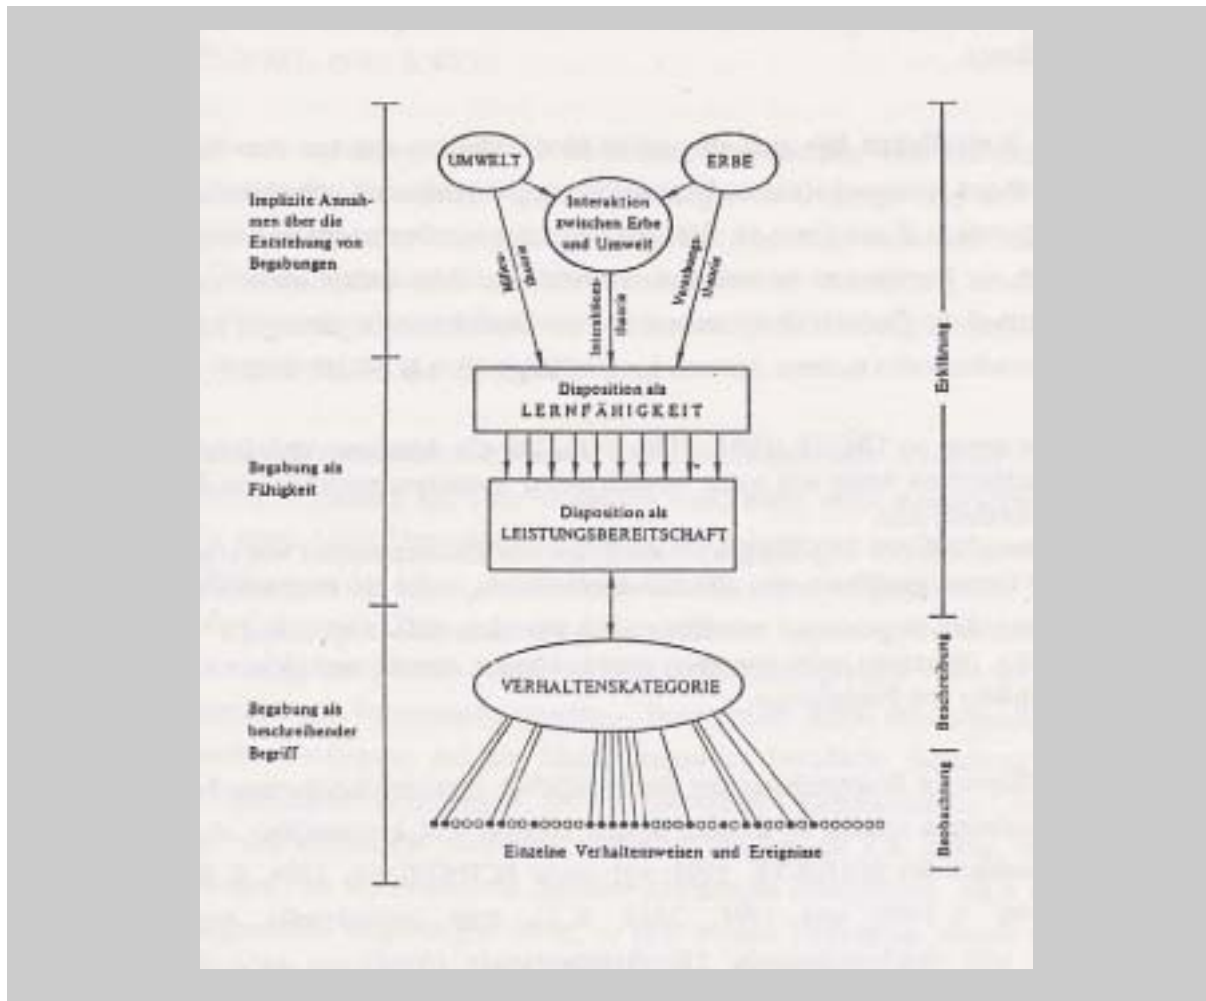 UMWELT
ERBE
Interaktion
zwischen Erbe
und Umwelt
Implizite Annah-
men über die
Entstehung von
Begabungen
Milieu-
theorie
Interaktions-
theorie
Vererbungs-
theorie
Erklärung
Disposition als
LERNFÄHIGKEIT
Begabung als
Fähigkeit
Disposition als
LEISTUNGSBEREITSCHAFT
VERHALTENSKATEGORIE
Beschreibung
Begabung als
beschreibender
Begriff
Beobachtung
Einzelne Verhaltensweisen und Ereignisse